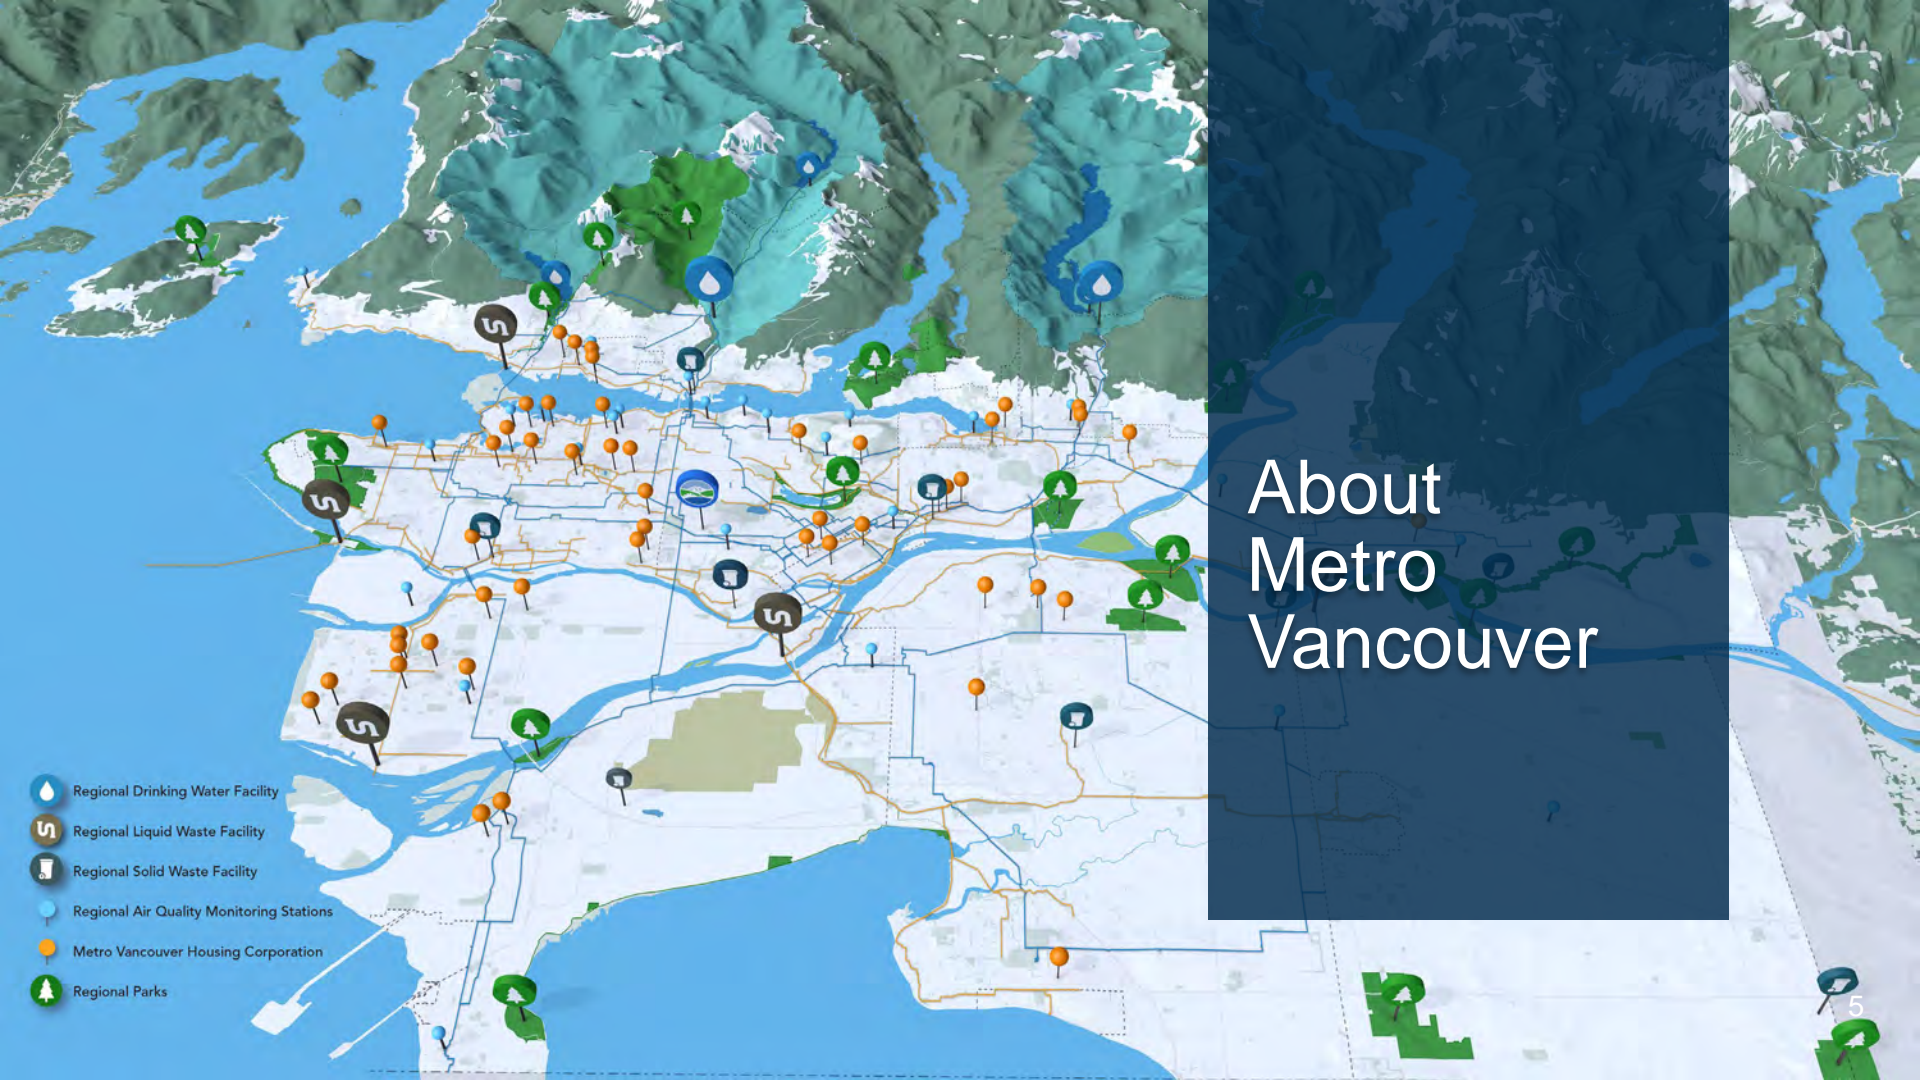 About
Metro
Vancouver
Regional Drinking Water Facility
Regional Liquid Waste Facility
Regional Solid Waste Facility
Regional Air Quality Monitoring Stations
Metro Vancouver Housing Corporation
Regional Parks
5